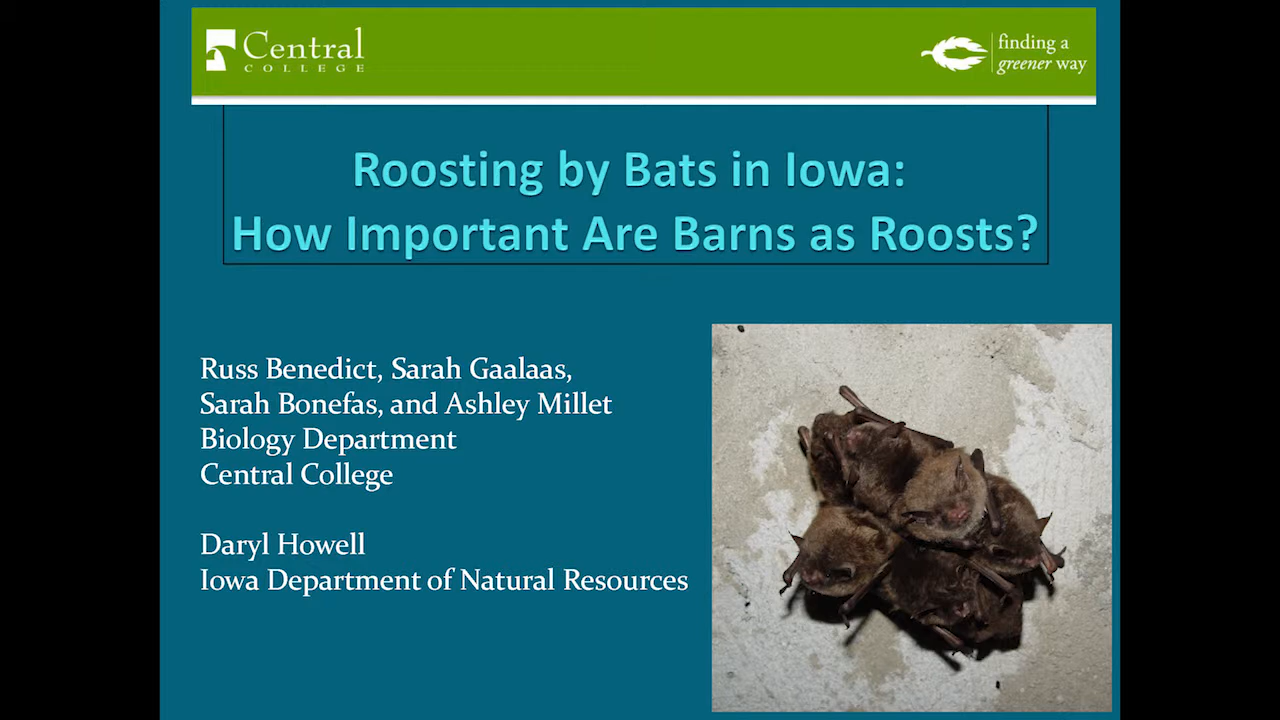 Central
COLLEGE
finding a
greener way
Roosting by Bats in Iowa:
How Important Are Barns as Roosts?
Russ Benedict, Sarah Gaalaas,
Sarah Bonefas, and Ashley Millet
Biology Department
Central College
Daryl Howell
Iowa Department of Natural Resources